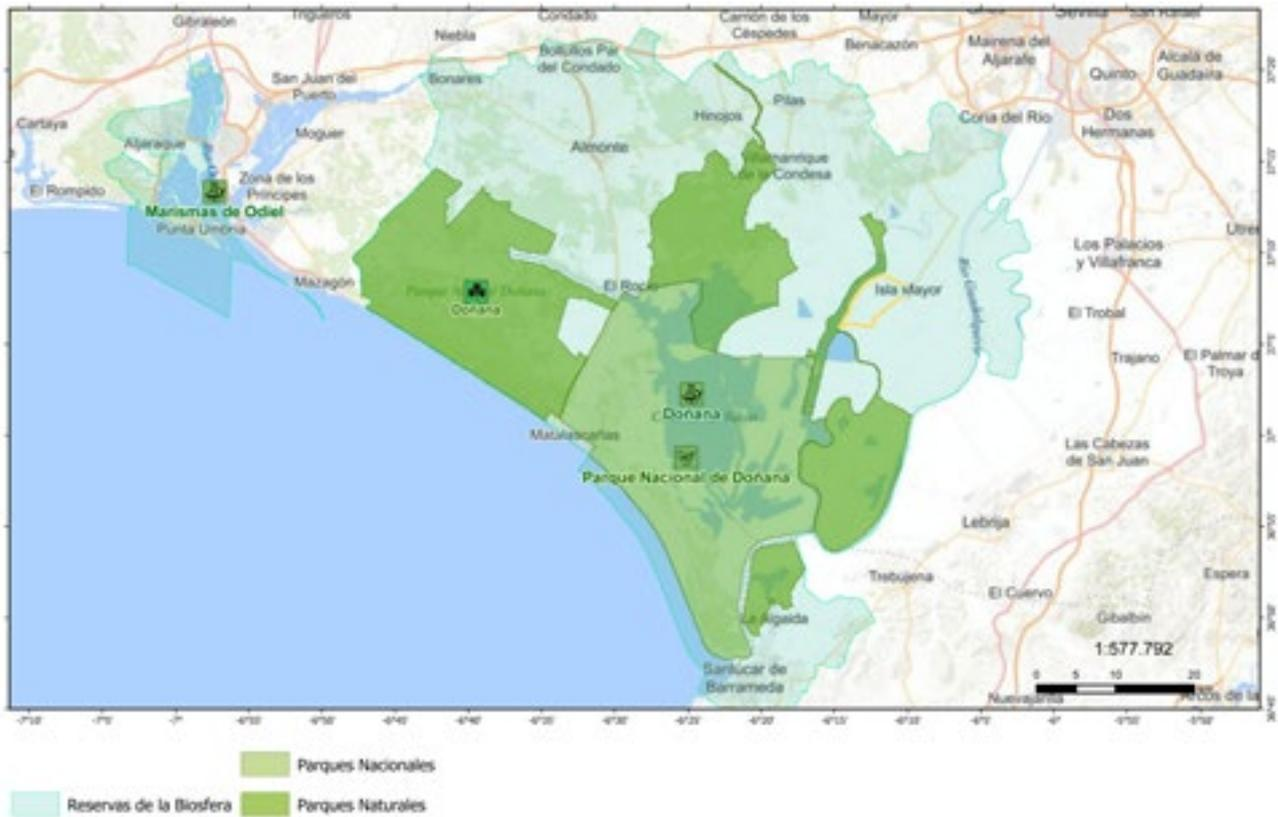 Gibraleón
Trigueros
Niebla
Condado
Bollullos Par
del Condado
Carrión de los
Céspedes
Mayor
Benacazón
Mairena del
Aljarafe
Sevilla
San Rafael
Quinto
Alcalá de
Guadaíra
San Juan del
Puerto
Bonares
Cartaya
Aljaraque
Moguer
Hinojos
Pilas
Coria del Río
Dos
Hermanas
Almonte
Villamanrique
de la Condesa
El Rompido
Zona de los
Príncipes
Marismas de Odiel
Punta Umbría
Los Palacios
y Villafranca
Mazagón
Doñana
El Rocío
Isla Mayor
Río Guadalquivir
El Trobal
Trajano
El Palmar d
Troya
Doñana
Matalascañas
Parque Nacional de Doñana
Las Cabezas
de San Juan
Lebrija
Trebujena
El Cuervo
Espera
La Algaida
Gibalbín
1:577.792
0 5 10 20
Sanlúcar de
Barrameda
Arcos de la
Parques Nacionales
Reservas de la Biosfera
Parques Naturales